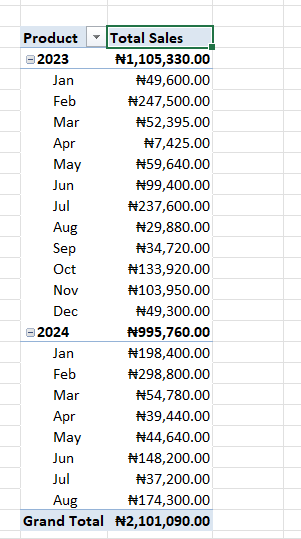 Product Total Sales
2023 ₦1,105,330.00
Jan ₦49,600.00
Feb ₦247,500.00
Mar ₦52,395.00
Apr ₦7,425.00
May ₦59,640.00
Jun ₦99,400.00
Jul ₦237,600.00
Aug ₦29,880.00
Sep ₦34,720.00
Oct ₦133,920.00
Nov ₦103,950.00
Dec ₦49,300.00
2024 ₦995,760.00
Jan ₦198,400.00
Feb ₦298,800.00
Mar ₦54,780.00
Apr ₦39,440.00
May ₦44,640.00
Jun ₦148,200.00
Jul ₦37,200.00
Aug ₦174,300.00
Grand Total ₦2,101,090.00